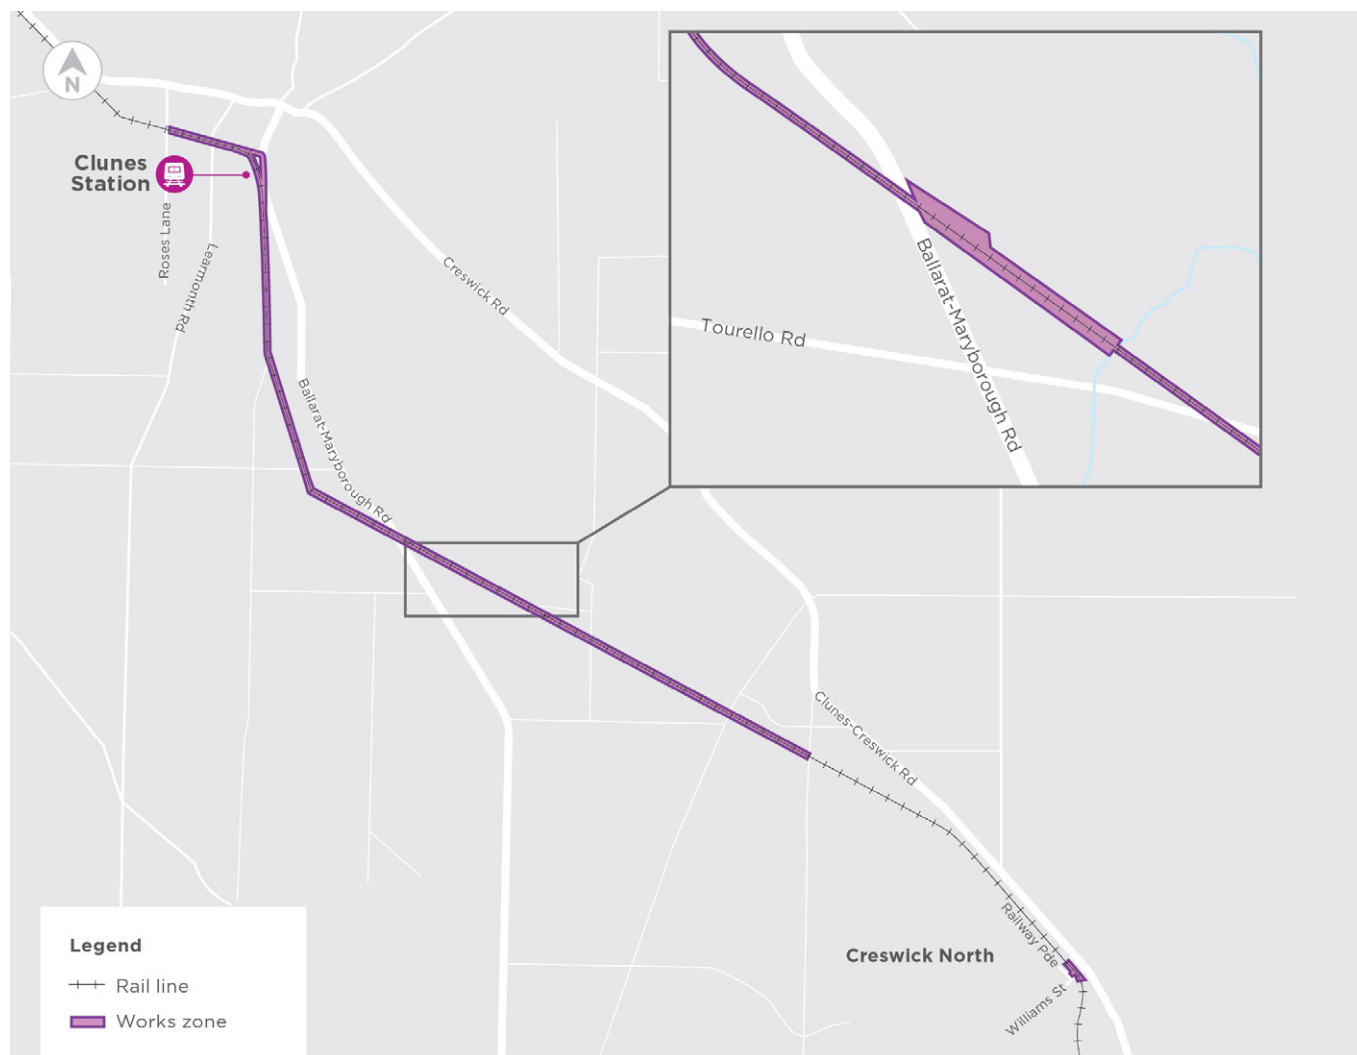 N
Clunes
Station
Roses Lane
Learmonth Rd
Creswick Rd
Ballarat-Maryborough Rd
Tourello Rd
Ballarat-Maryborough Rd
Clunes-Creswick Rd
Railway Pde
Creswick North
Williams St
Legend
Rail line
Works zone